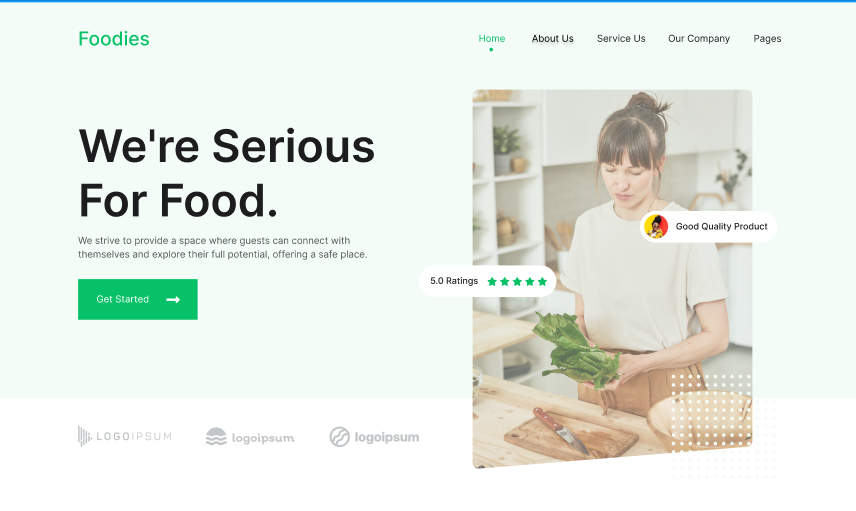 Foodies
Home
About Us
Service Us
Our Company
Pages
We're Serious
For Food.
We strive to provide a space where guests can connect with
themselves and explore their full potential, offering a safe place.
Get Started
Good Quality Product
5.0 Ratings
LOGOIPSUM
logoipsum
logoipsum